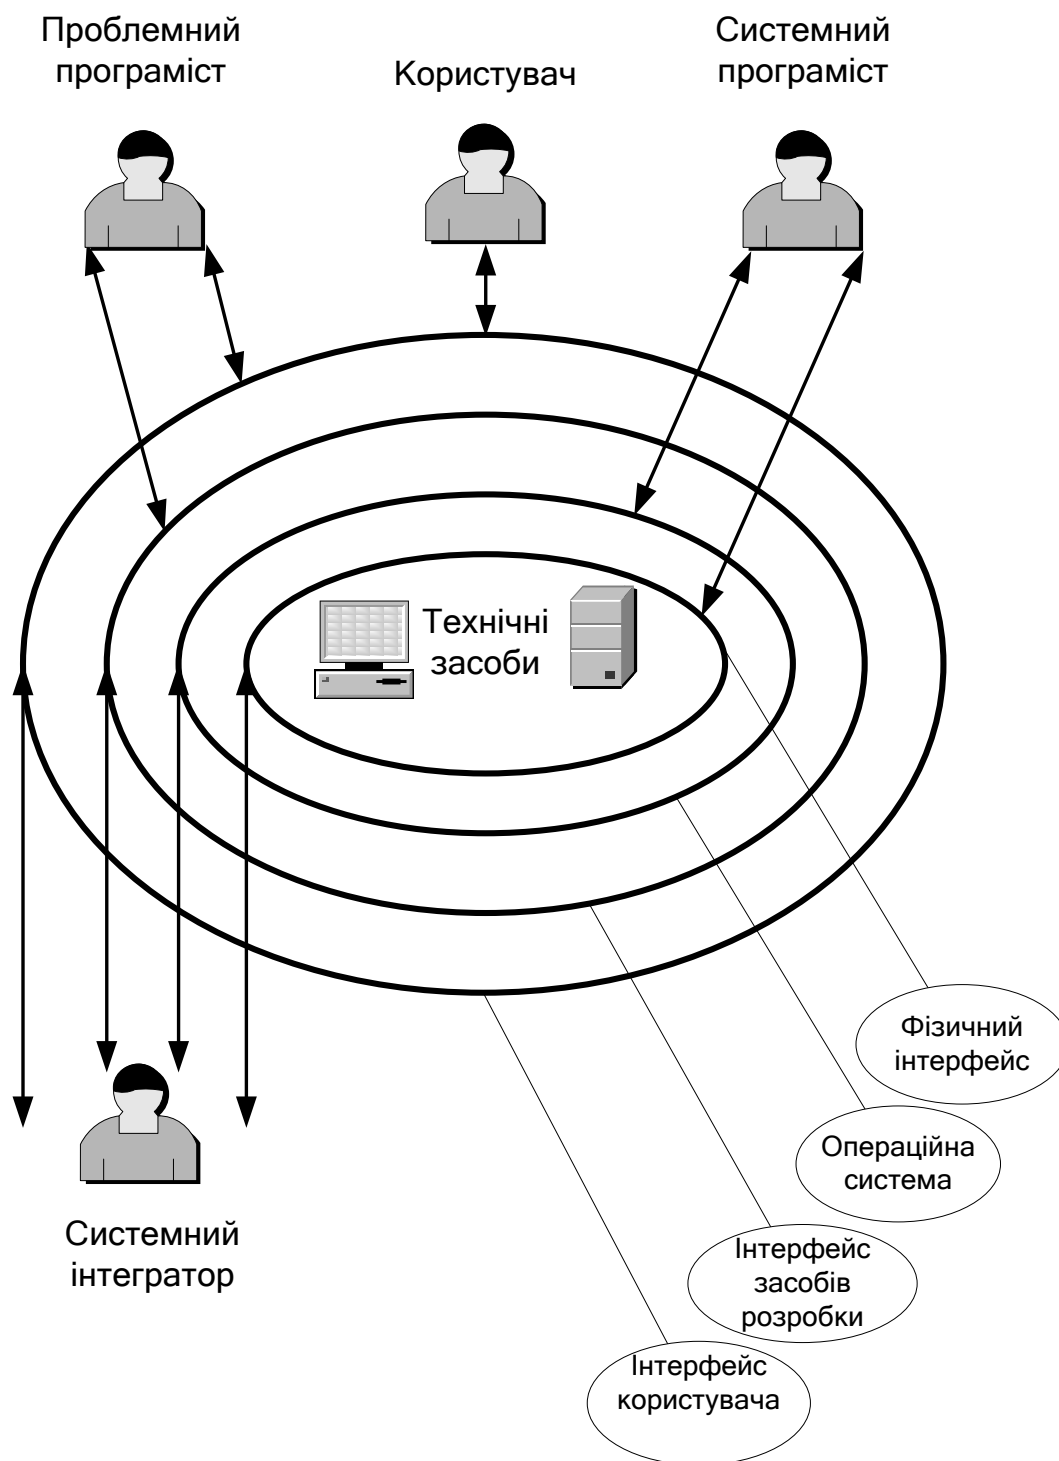 Проблемний
програміст
Користувач
Системний
програміст
Технічні
засоби
Фізичний
інтерфейс
Операційна
система
Інтерфейс
засобів
розробки
Інтерфейс
користувача
Системний
інтегратор